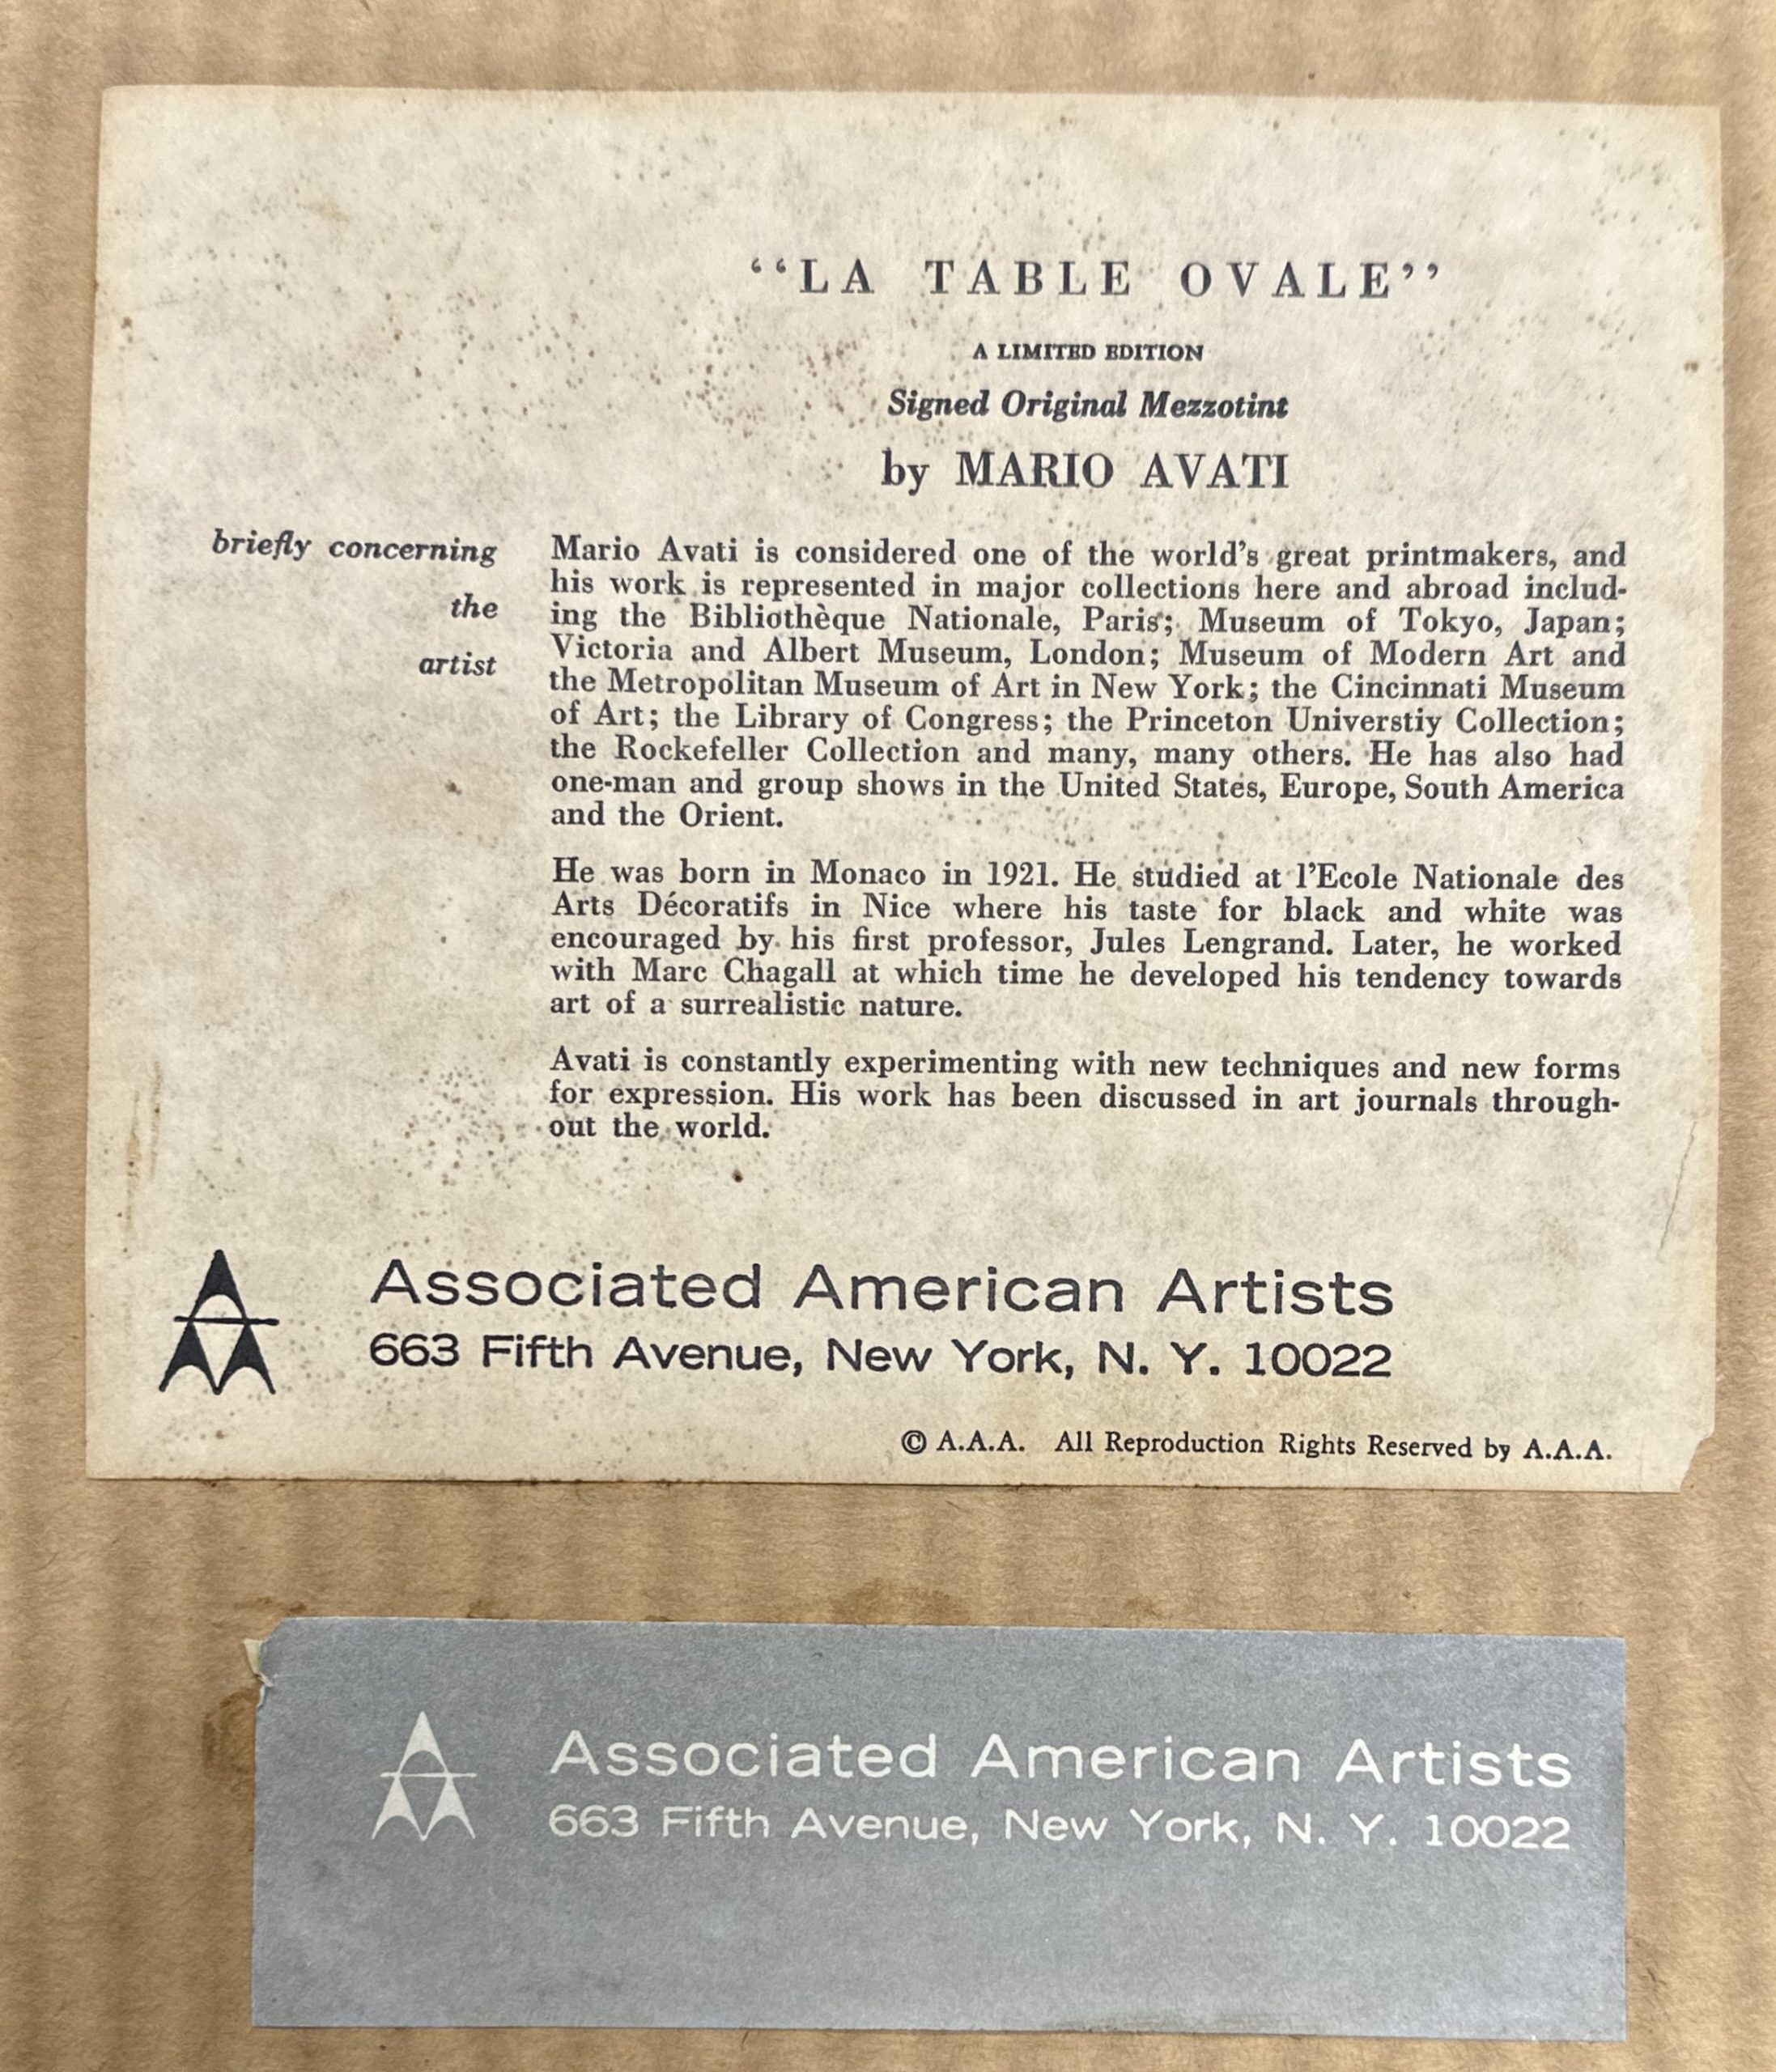 ‘‘LA TABLE OVALE’’
A LIMITED EDITION
Signed Original Mezzotint
by MARIO AVATI
briefly concerning
the
artist
Mario Avati is considered one of the world’s great printmakers, and
his work is represented in major collections here and abroad includ-
ing the Bibliothèque Nationale, Paris; Museum of Tokyo, Japan;
Victoria and Albert Museum, London; Museum of Modern Art and
the Metropolitan Museum of Art in New York; the Cincinnati Museum
of Art; the Library of Congress; the Princeton Universtiy Collection;
the Rockefeller Collection and many, many others. He has also had
one-man and group shows in the United States, Europe, South America
and the Orient.
He was born in Monaco in 1921. He studied at l’Ecole Nationale des
Arts Décoratifs in Nice where his taste for black and white was
encouraged by his first professor, Jules Lengrand. Later, he worked
with Marc Chagall at which time he developed his tendency towards
art of a surrealistic nature.
Avati is constantly experimenting with new techniques and new forms
for expression. His work has been discussed in art journals through-
out the world.
Associated American Artists
663 Fifth Avenue, New York, N. Y. 10022
© A.A.A. All Reproduction Rights Reserved by A.A.A.
Associated American Artists
663 Fifth Avenue, New York, N. Y. 10022